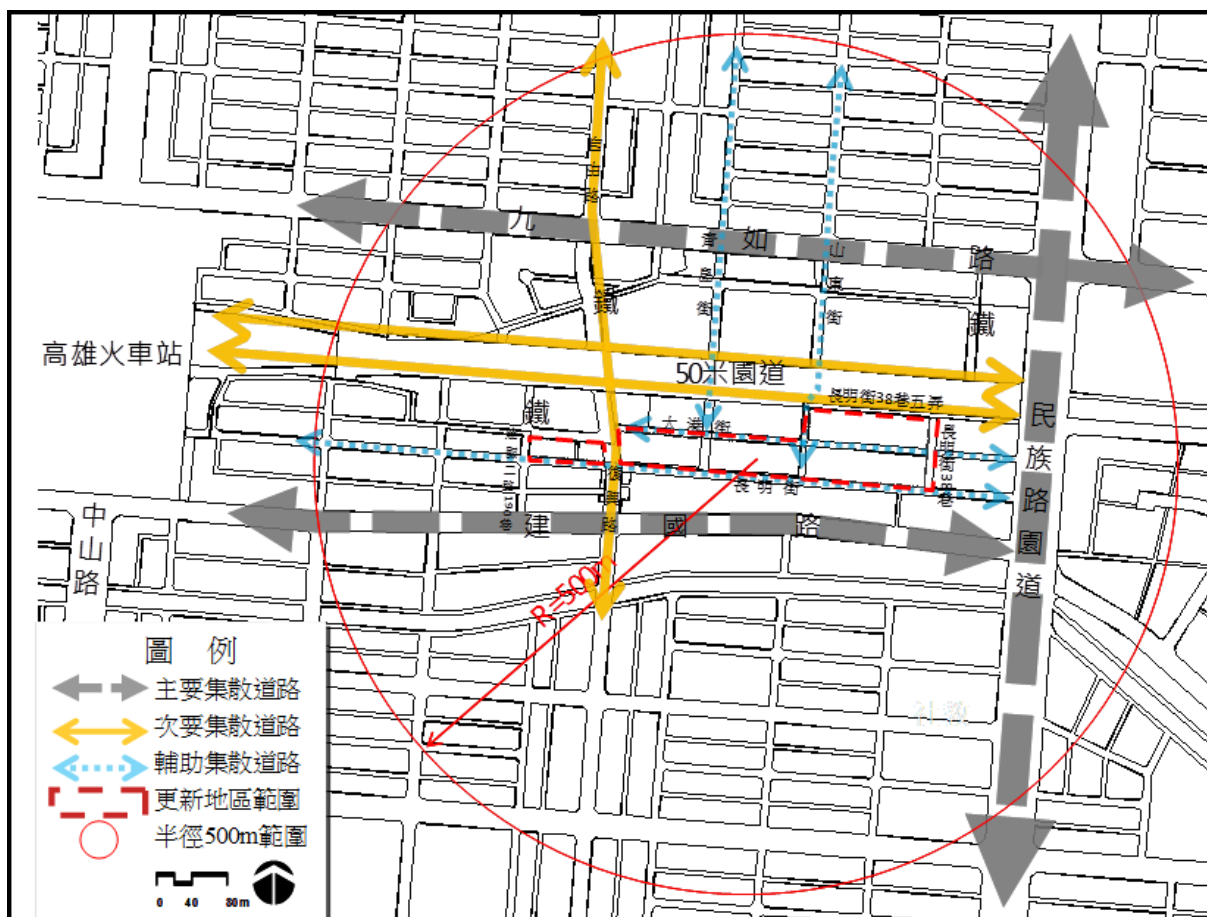 自由路
九如路
青島街
山東街
鐵
鐵
高雄火車站
50米園道
長明街38巷五弄
鐵
大港街
長明街38巷
民族路園道
長明街
復興路
建國路
中山路
R=500m
圖 例
主要集散道路
次要集散道路
輔助集散道路
更新地區範圍
半徑500m範圍
0 40 80m